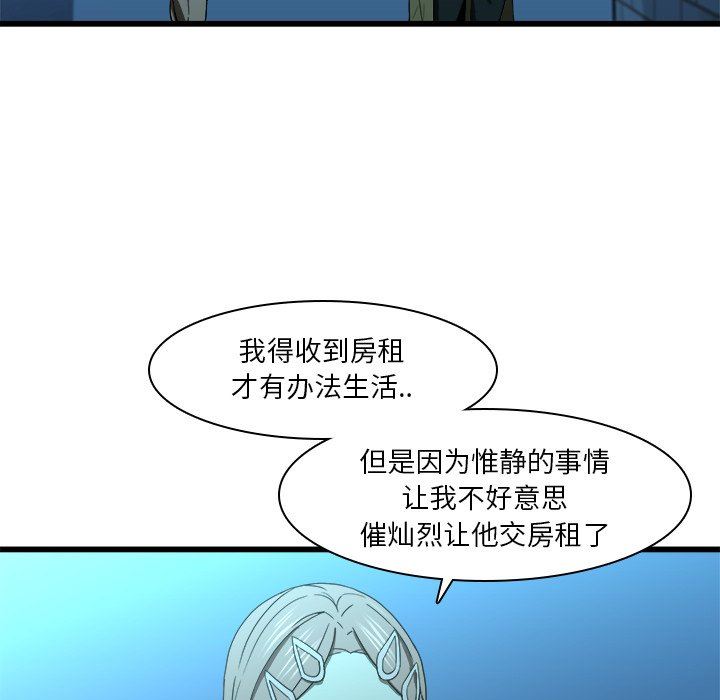 我得收到房租
才有办法生活..
但是因为惟静的事情
让我不好意思
催灿烈让他交房租了